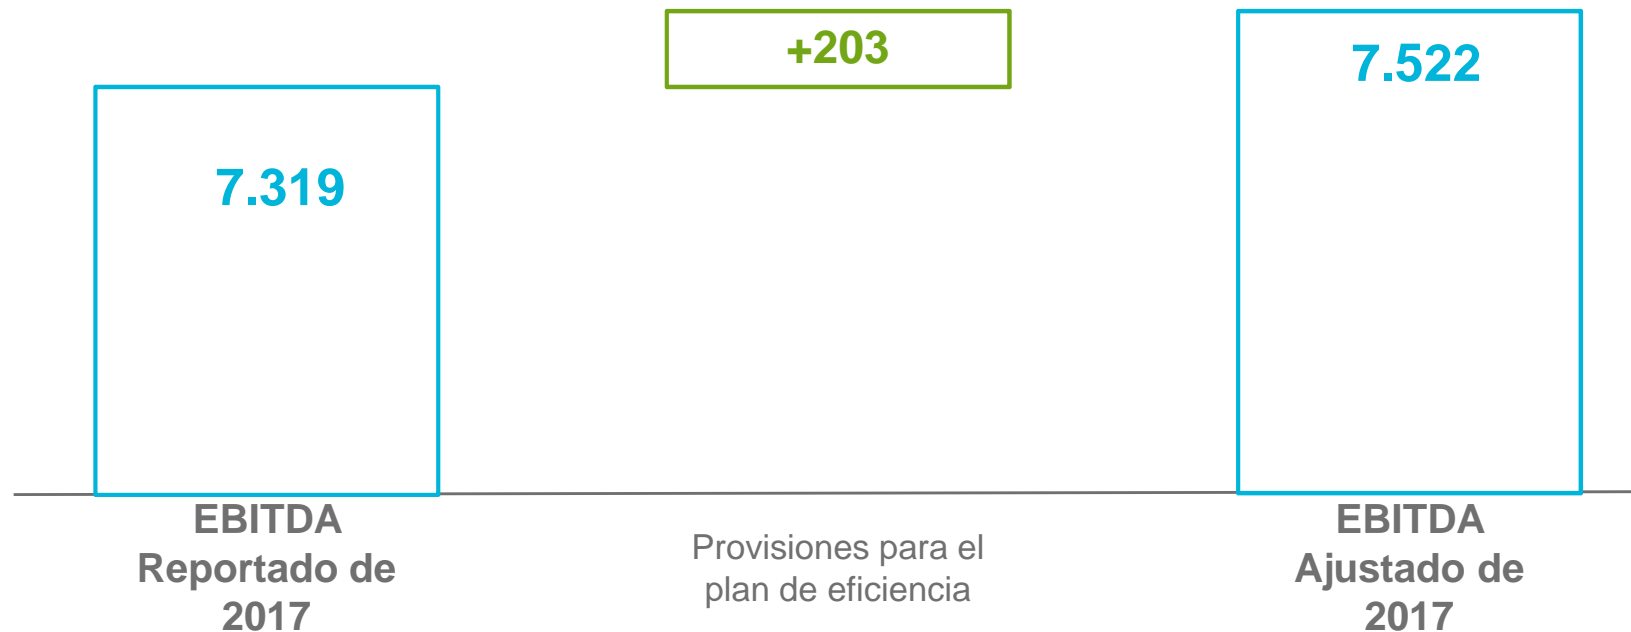 +203
7.522
7.319
EBITDA
Reportado de
2017
Provisiones para el
plan de eficiencia
EBITDA
Ajustado de
2017